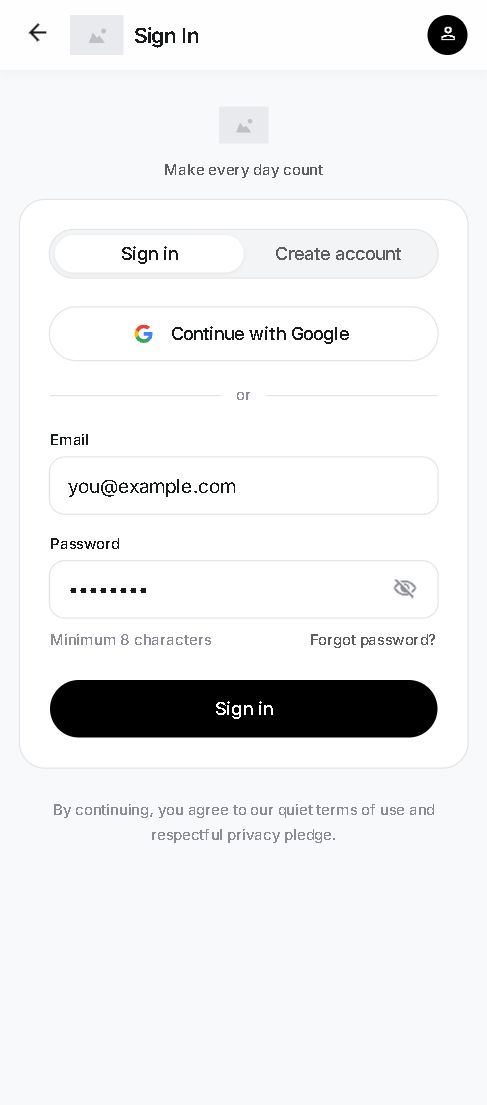 Sign In
Make every day count
Sign in
Create account
Continue with Google
or
Email
you@example.com
Password
••••••••
Minimum 8 characters
Forgot password?
Sign in
By continuing, you agree to our quiet terms of use and
respectful privacy pledge.